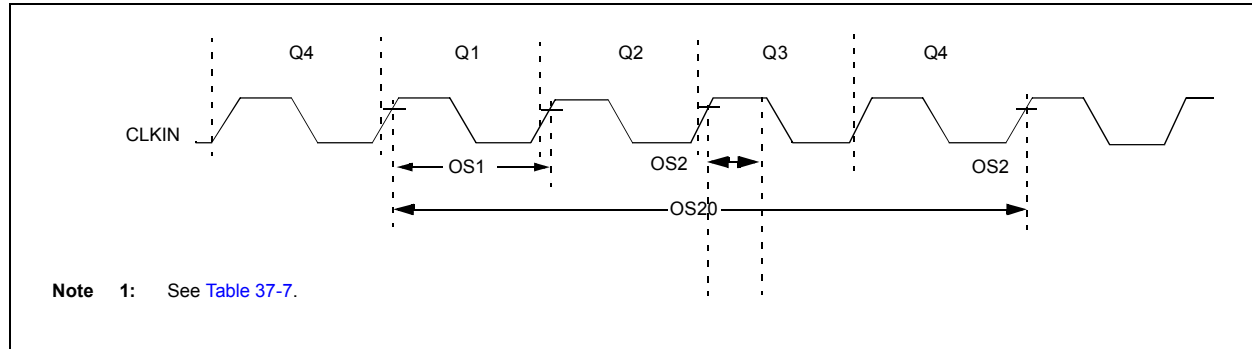 Q4 Q1 Q2 Q3 Q4
CLKIN
OS1 OS2 OS2
OS20
Note 1: See Table 37-7.